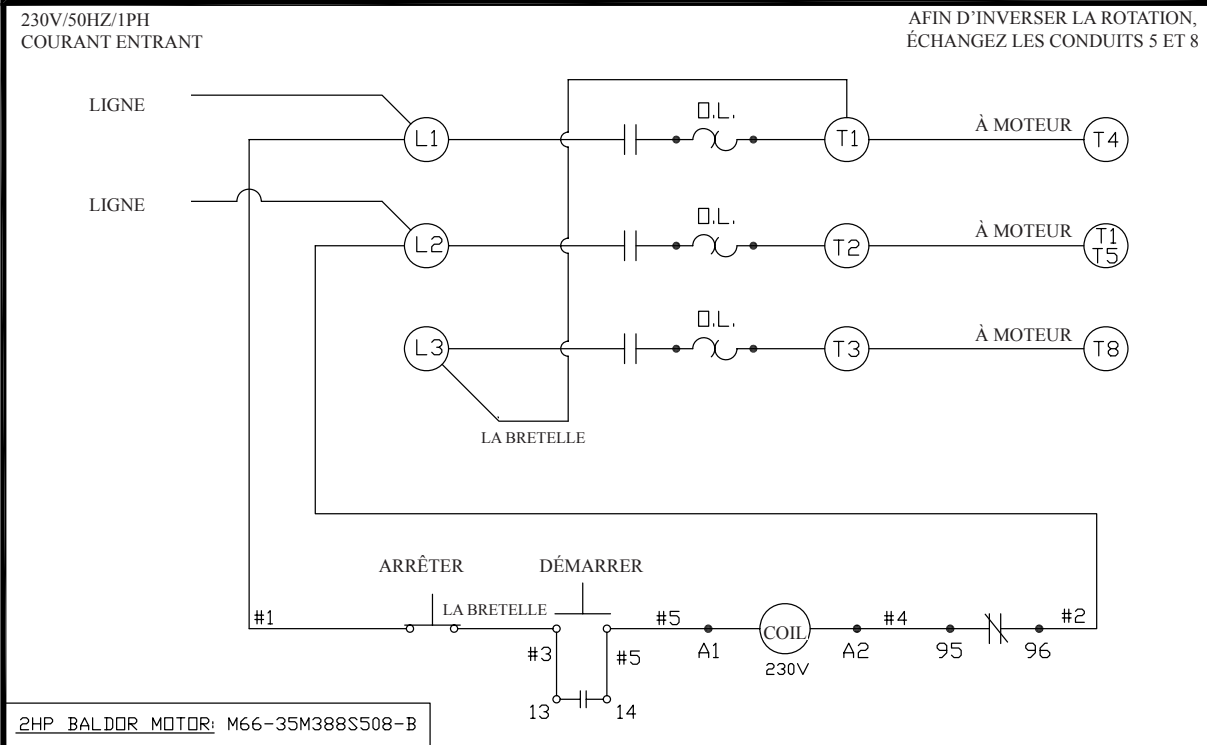 230V/50HZ/1PH
COURANT ENTRANT
AFIN D'INVERSER LA ROTATION,
ÉCHANGEZ LES CONDUITS 5 ET 8
LIGNE
L1
O.L.
T1
À MOTEUR
T4
LIGNE
L2
O.L.
T2
À MOTEUR
T1
T5
L3
O.L.
T3
À MOTEUR
T8
LA BRETELLE
ARRÊTER
DÉMARRER
#1
LA BRETELLE
#5
COIL
#4
#2
#3
#5
A1
230V
A2
95
96
13
14
2HP BALDOR MOTOR: M66-35M388S508-B